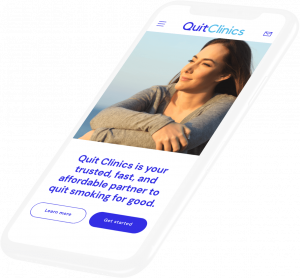 QuitClinics
Quit Clinics is your
trusted, fast, and
affordable partner to
quit smoking for good.
Learn more
Get started